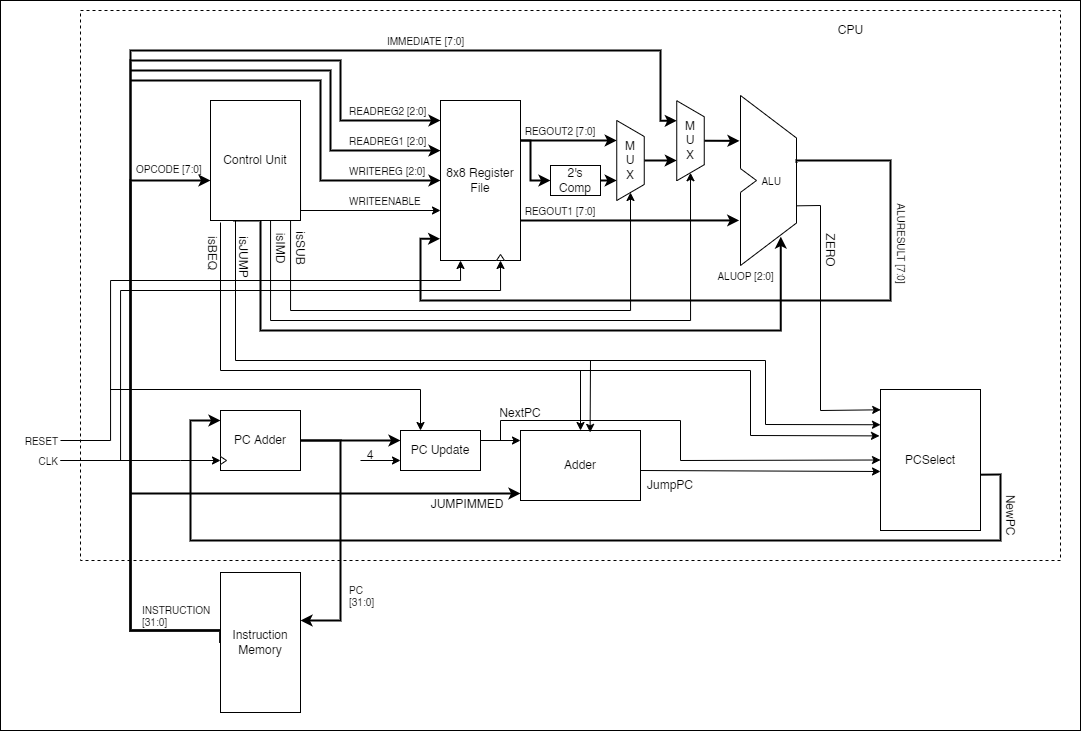 CPU
IMMEDIATE [7:0]
READREG2 [2:0]
READREG1 [2:0]
WRITEREG [2:0]
WRITEENABLE
OPCODE [7:0]
Control Unit
8x8 Register
File
REGOUT2 [7:0]
REGOUT1 [7:0]
2's
Comp
M
U
X
M
U
X
ALU
ALUOP [2:0]
ZERO
ALURESULT [7:0]
isBEQ
isJUMP
isIMD
isSUB
RESET
CLK
PC Adder
4
PC Update
NextPC
Adder
JumpPC
JUMPIMMED
PCSelect
NewPC
PC
[31:0]
INSTRUCTION
[31:0]
Instruction
Memory